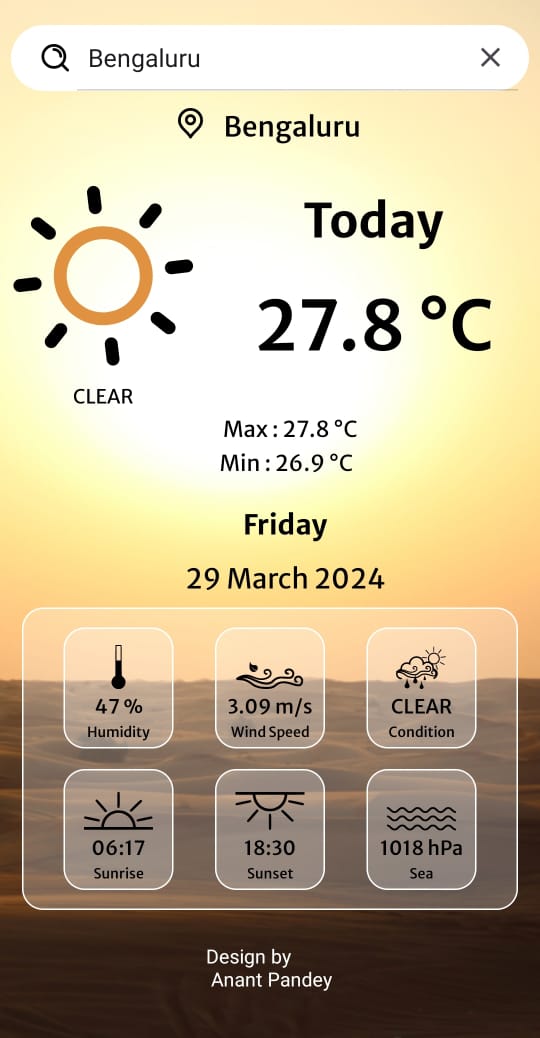 Bengaluru
Bengaluru
Today
27.8 °C
CLEAR
Max : 27.8 °C
Min : 26.9 °C
Friday
29 March 2024
47 %
Humidity
3.09 m/s
Wind Speed
CLEAR
Condition
06:17
Sunrise
18:30
Sunset
1018 hPa
Sea
Design by
Anant Pandey